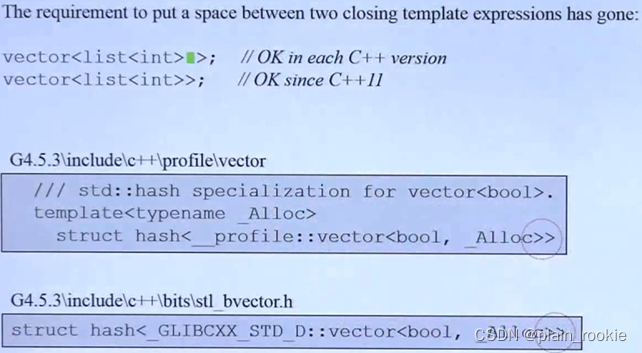 The requirement to put a space between two closing template expressions has gone:
vector<list<int> >; // OK in each C++ version
vector<list<int>>; // OK since C++11
G4.5.3\include\c++\profile\vector
/// std::hash specialization for vector<bool>.
template<typename _Alloc>
struct hash<__profile::vector<bool, _Alloc>>
G4.5.3\include\c++\bits\stl_bvector.h
struct hash<_GLIBCXX_STD_D::vector<bool, _Alloc>>
CSDN @plain_rookie